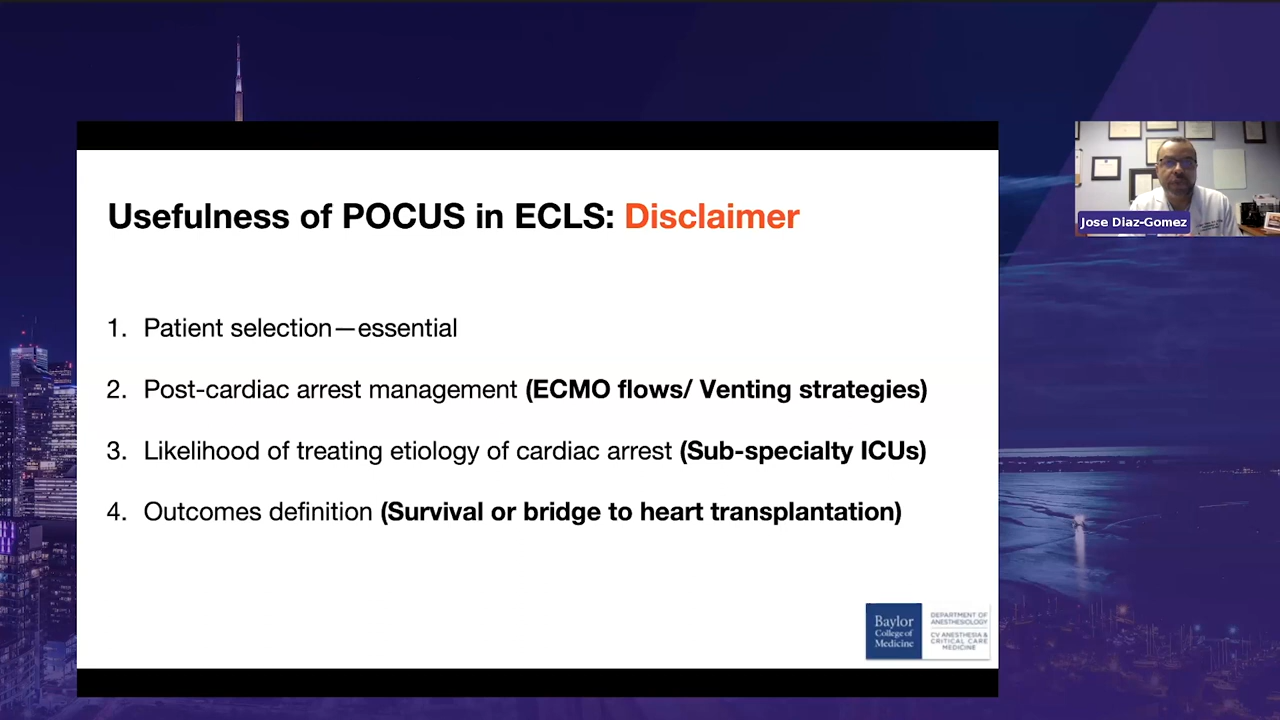 Usefulness of POCUS in ECLS: Disclaimer
1. Patient selection—essential
2. Post-cardiac arrest management (ECMO flows/ Venting strategies)
3. Likelihood of treating etiology of cardiac arrest (Sub-specialty ICUs)
4. Outcomes definition (Survival or bridge to heart transplantation)
Jose Diaz-Gomez
Baylor
College of
Medicine
DEPARTMENT OF
ANESTHESIOLOGY
CV ANESTHESIA &
CRITICAL CARE
MEDICINE